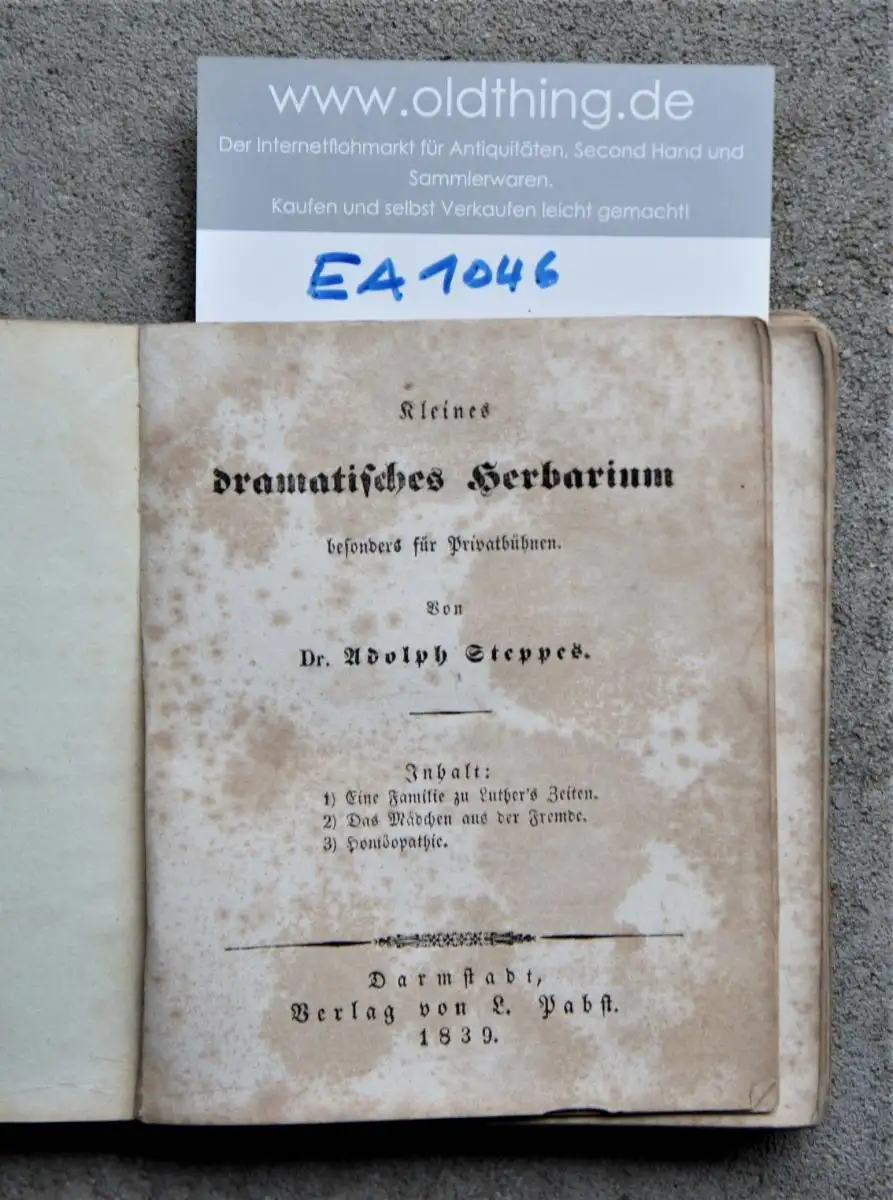 www.oldthing.de
Der Internetflohmarkt für Antiquitäten, Second Hand und
Sammlerwaren.
Kaufen und selbst Verkaufen leicht gemacht!
EA 1046
Kleines
dramatiſches Herbarium
beſonders für Privatbühnen.
Von
Dr. Adolph Steppes.
Inhalt:
1) Eine Familie zu Luther's Zeiten.
2) Das Mädchen aus der Fremde.
3) Homöopathie.
Darmſtadt,
Verlag von L. Pabſt.
1839.